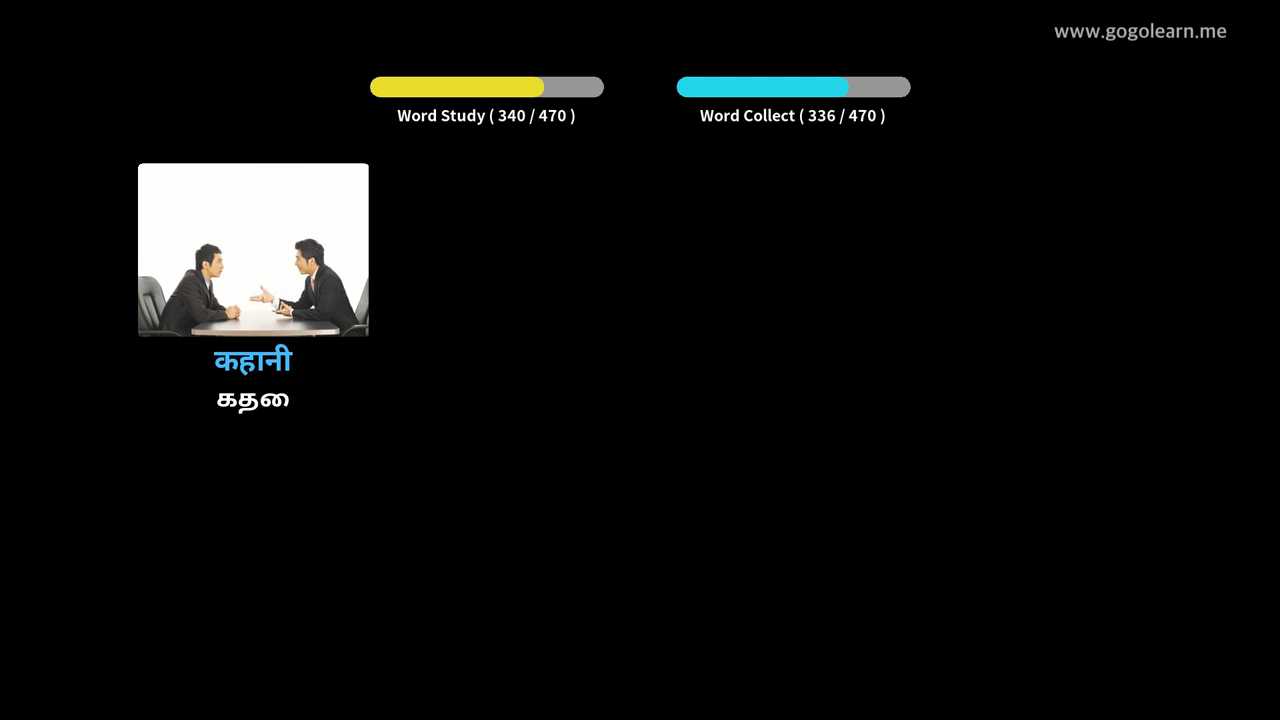 www.gogolearn.me
Word Study ( 340 / 470 )
Word Collect ( 336 / 470 )
कहानी
கதை